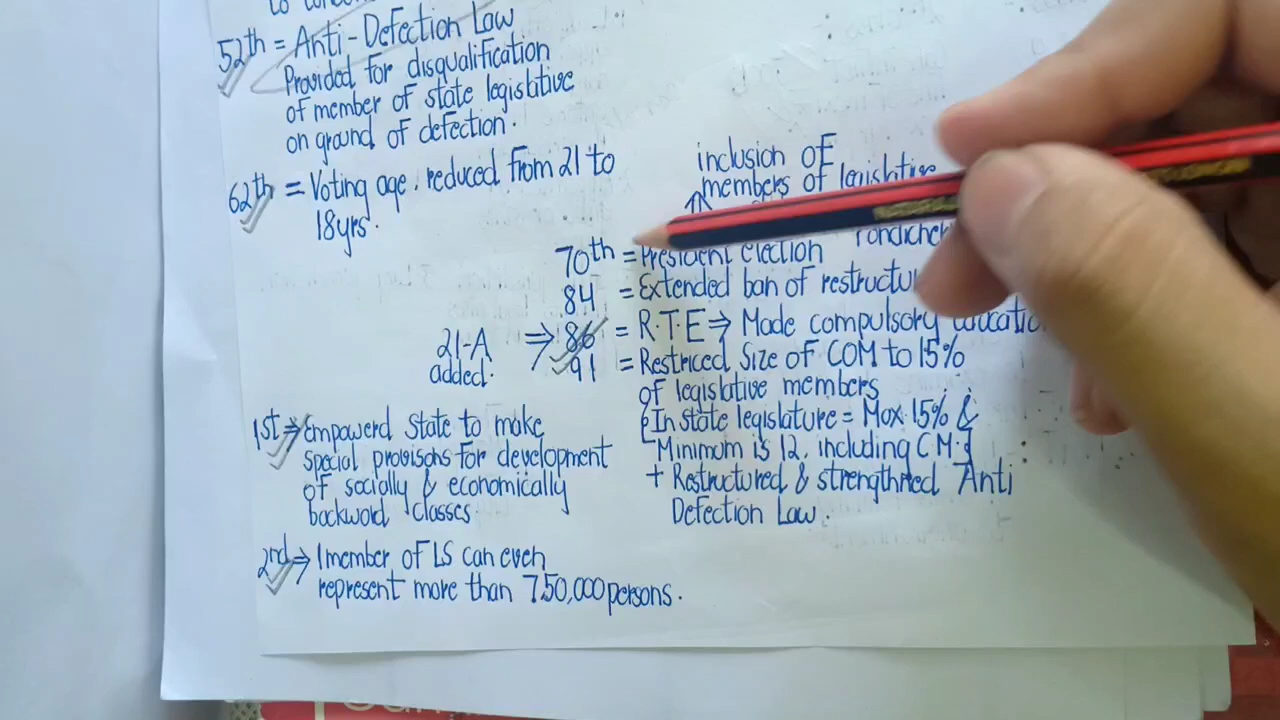 52th = Anti-Defection Law
Provided for disqualification
of member of state legislative
on ground of defection.
62th = Voting age reduced from 21 to
18yrs.
inclusion of
members of legislative
70th = President election
84 = Extended ban of
21-A added. ⇒ 86 = R.T.E ⇒ Made compulsory
91 = Restriced Size of COM to 15%
of legislative members
In state legislature = Max.15% &
Minimum is 12, including CM.
+ Restructured & strengthned Anti
Defection Law.
1st ⇒ Empowerd State to make
special provisons for development
of socially & economically
backword classes
2nd ⇒ 1 member of LS can even
represent more than 7,50,000 persons.